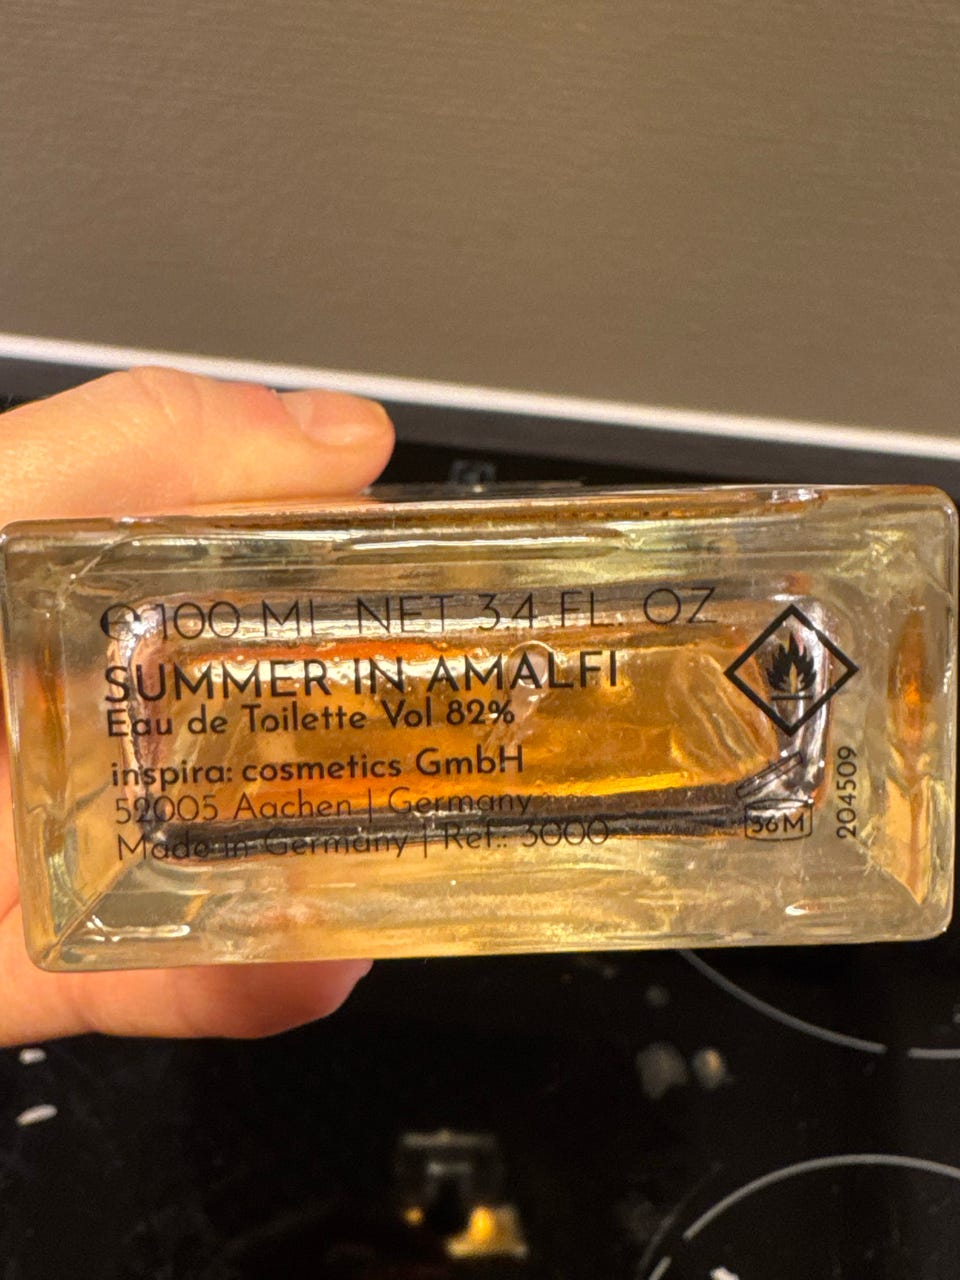 ℮ 100 ML NET 3.4 FL. OZ
SUMMER IN AMALFI
Eau de Toilette Vol 82%
inspira: cosmetics GmbH
52005 Aachen | Germany
Made in Germany | Ref.: 3000
36M
204509